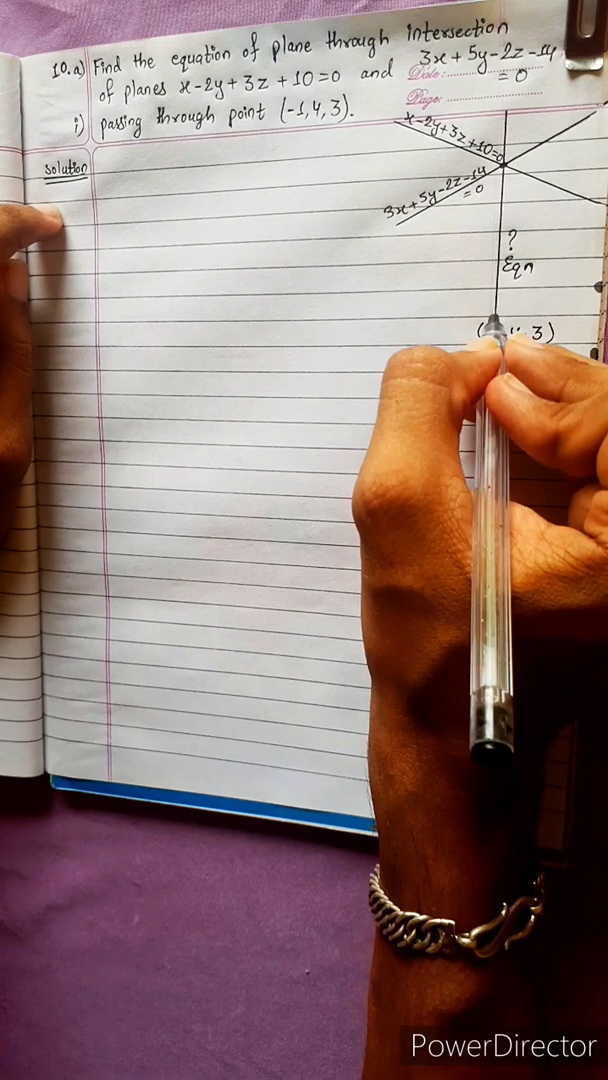 10.a) Find the equation of plane through intersection
of planes x-2y+3z+10=0 and 3x+5y-2z-14
=0
Date:
Page:
i) passing through point (-1,4,3).
solution
x-2y+3z+10=0
3x+5y-2z-14
=0
?
Eqn
3)
PowerDirector